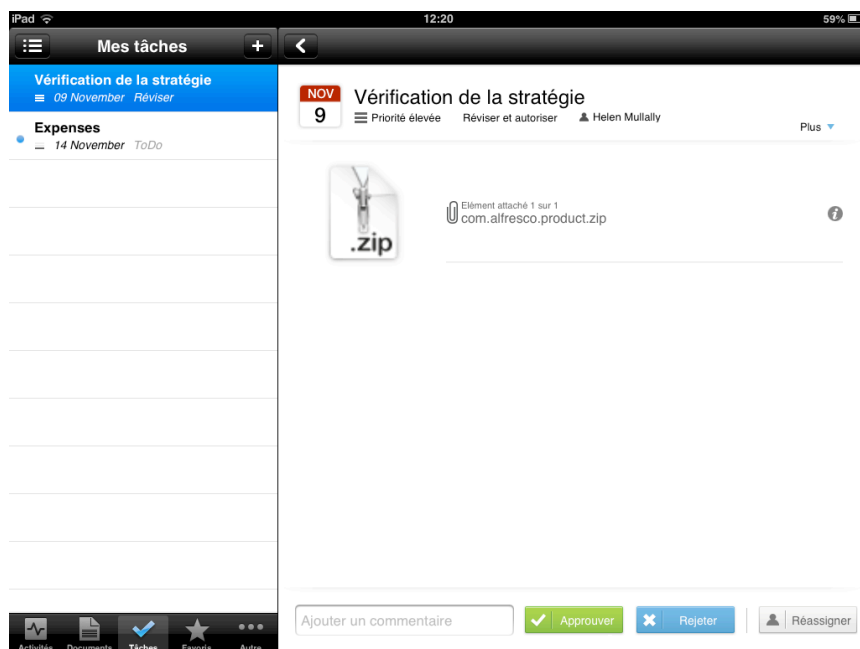 iPad 12:20 59%
Mes tâches +
Vérification de la stratégie
09 November Réviser
Expenses
14 November ToDo
NOV
9
Vérification de la stratégie
Priorité élevée Réviser et autoriser Helen Mullally
Plus
.zip
Elément attaché 1 sur 1
com.alfresco.product.zip
Ajouter un commentaire Approuver Rejeter Réassigner
Activités Documents Tâches Favoris Autre